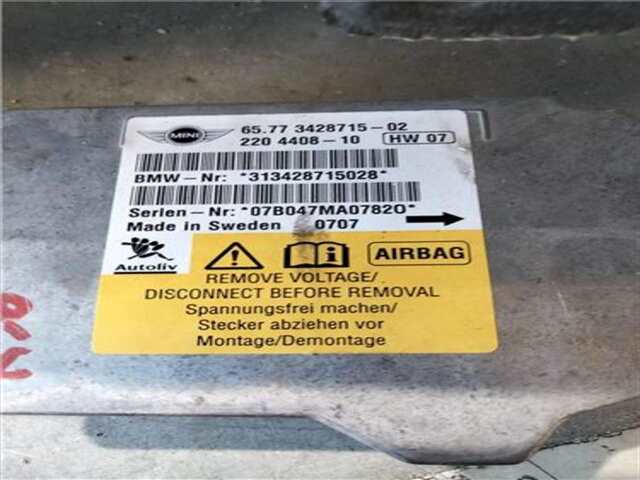 MINI
65.77 3428715-02
220 4408-10 HW 07
BMW-Nr: *313428715028*
Serien-Nr: *07B047MA0782O*
Made in Sweden 0707
Autoliv
AIRBAG
REMOVE VOLTAGE/
DISCONNECT BEFORE REMOVAL
Spannungsfrei machen/
Stecker abziehen vor
Montage/Demontage